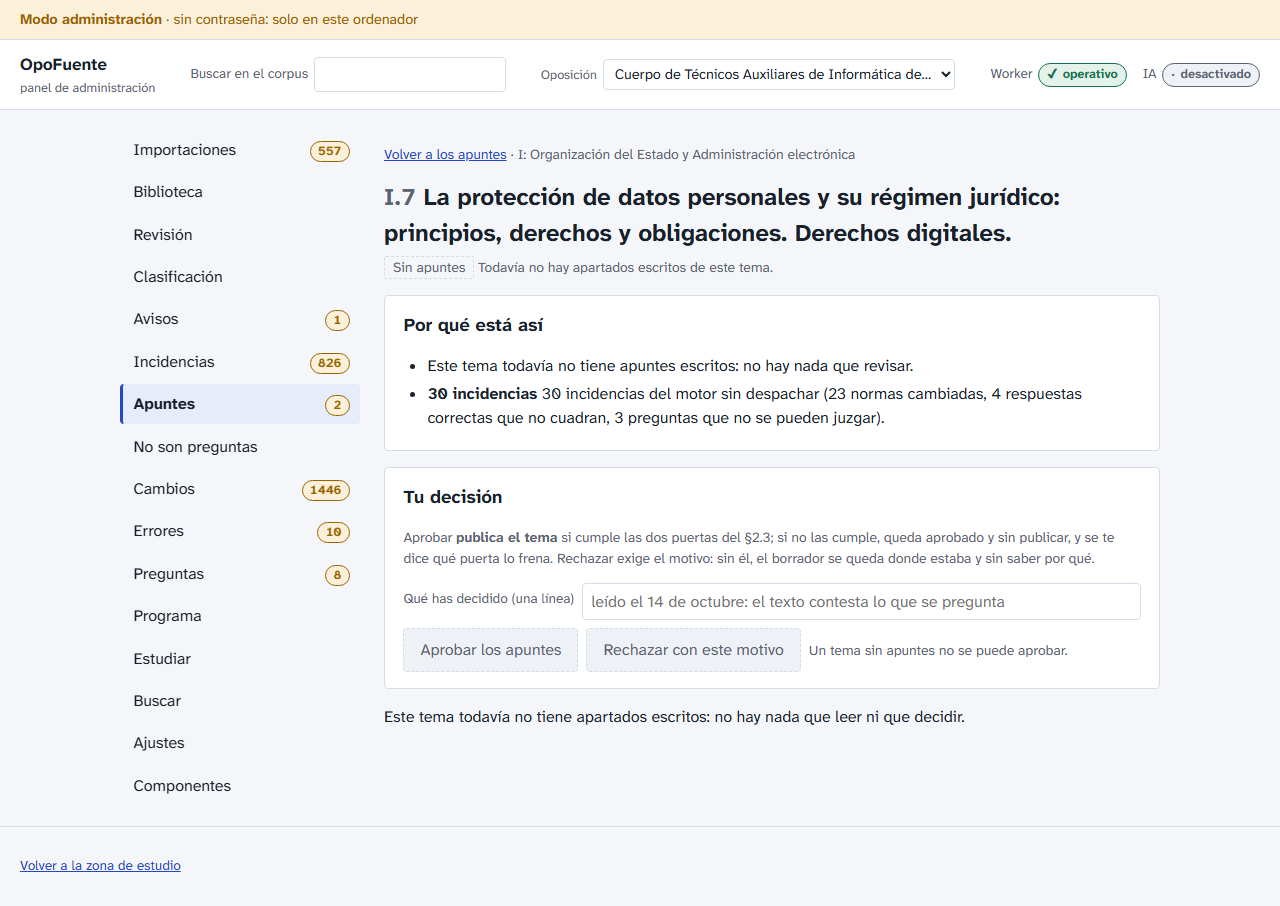 Modo administración · sin contraseña: solo en este ordenador
OpoFuente
panel de administración
Buscar en el corpus
Oposición
Cuerpo de Técnicos Auxiliares de Informática de...
Worker
✓ operativo
IA
· desactivado
Importaciones 557
Biblioteca
Revisión
Clasificación
Avisos 1
Incidencias 826
Apuntes 2
No son preguntas
Cambios 1446
Errores 10
Preguntas 8
Programa
Estudiar
Buscar
Ajustes
Componentes
Volver a los apuntes · I: Organización del Estado y Administración electrónica
I.7 La protección de datos personales y su régimen jurídico:
principios, derechos y obligaciones. Derechos digitales.
Sin apuntes Todavía no hay apartados escritos de este tema.
Por qué está así
• Este tema todavía no tiene apuntes escritos: no hay nada que revisar.
• 30 incidencias 30 incidencias del motor sin despachar (23 normas cambiadas, 4 respuestas
correctas que no cuadran, 3 preguntas que no se pueden juzgar).
Tu decisión
Aprobar publica el tema si cumple las dos puertas del §2.3; si no las cumple, queda aprobado y sin publicar, y se te
dice qué puerta lo frena. Rechazar exige el motivo: sin él, el borrador se queda donde estaba y sin saber por qué.
Qué has decidido (una línea) leído el 14 de octubre: el texto contesta lo que se pregunta
Aprobar los apuntes Rechazar con este motivo Un tema sin apuntes no se puede aprobar.
Este tema todavía no tiene apartados escritos: no hay nada que leer ni que decidir.
Volver a la zona de estudio